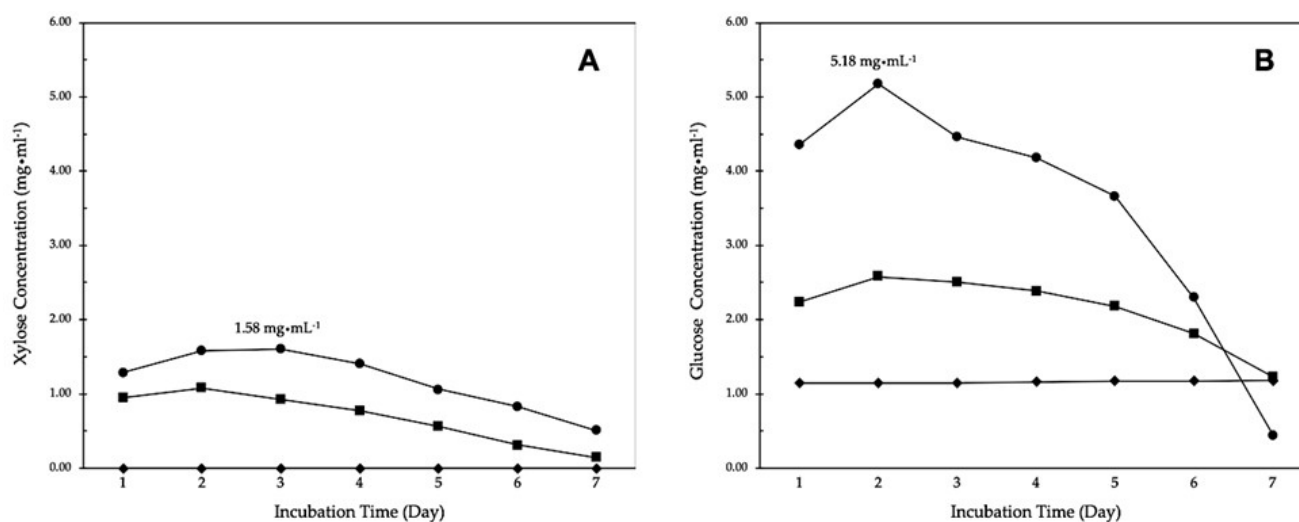 A
Xylose Concentration (mg•ml-1)
6.00
5.00
4.00
3.00
2.00
1.00
0.00
1.58 mg•mL-1
1 2 3 4 5 6 7
Incubation Time (Day)
B
Glucose Concentration (mg•ml-1)
6.00
5.00
4.00
3.00
2.00
1.00
0.00
5.18 mg•mL-1
1 2 3 4 5 6 7
Incubation Time (Day)